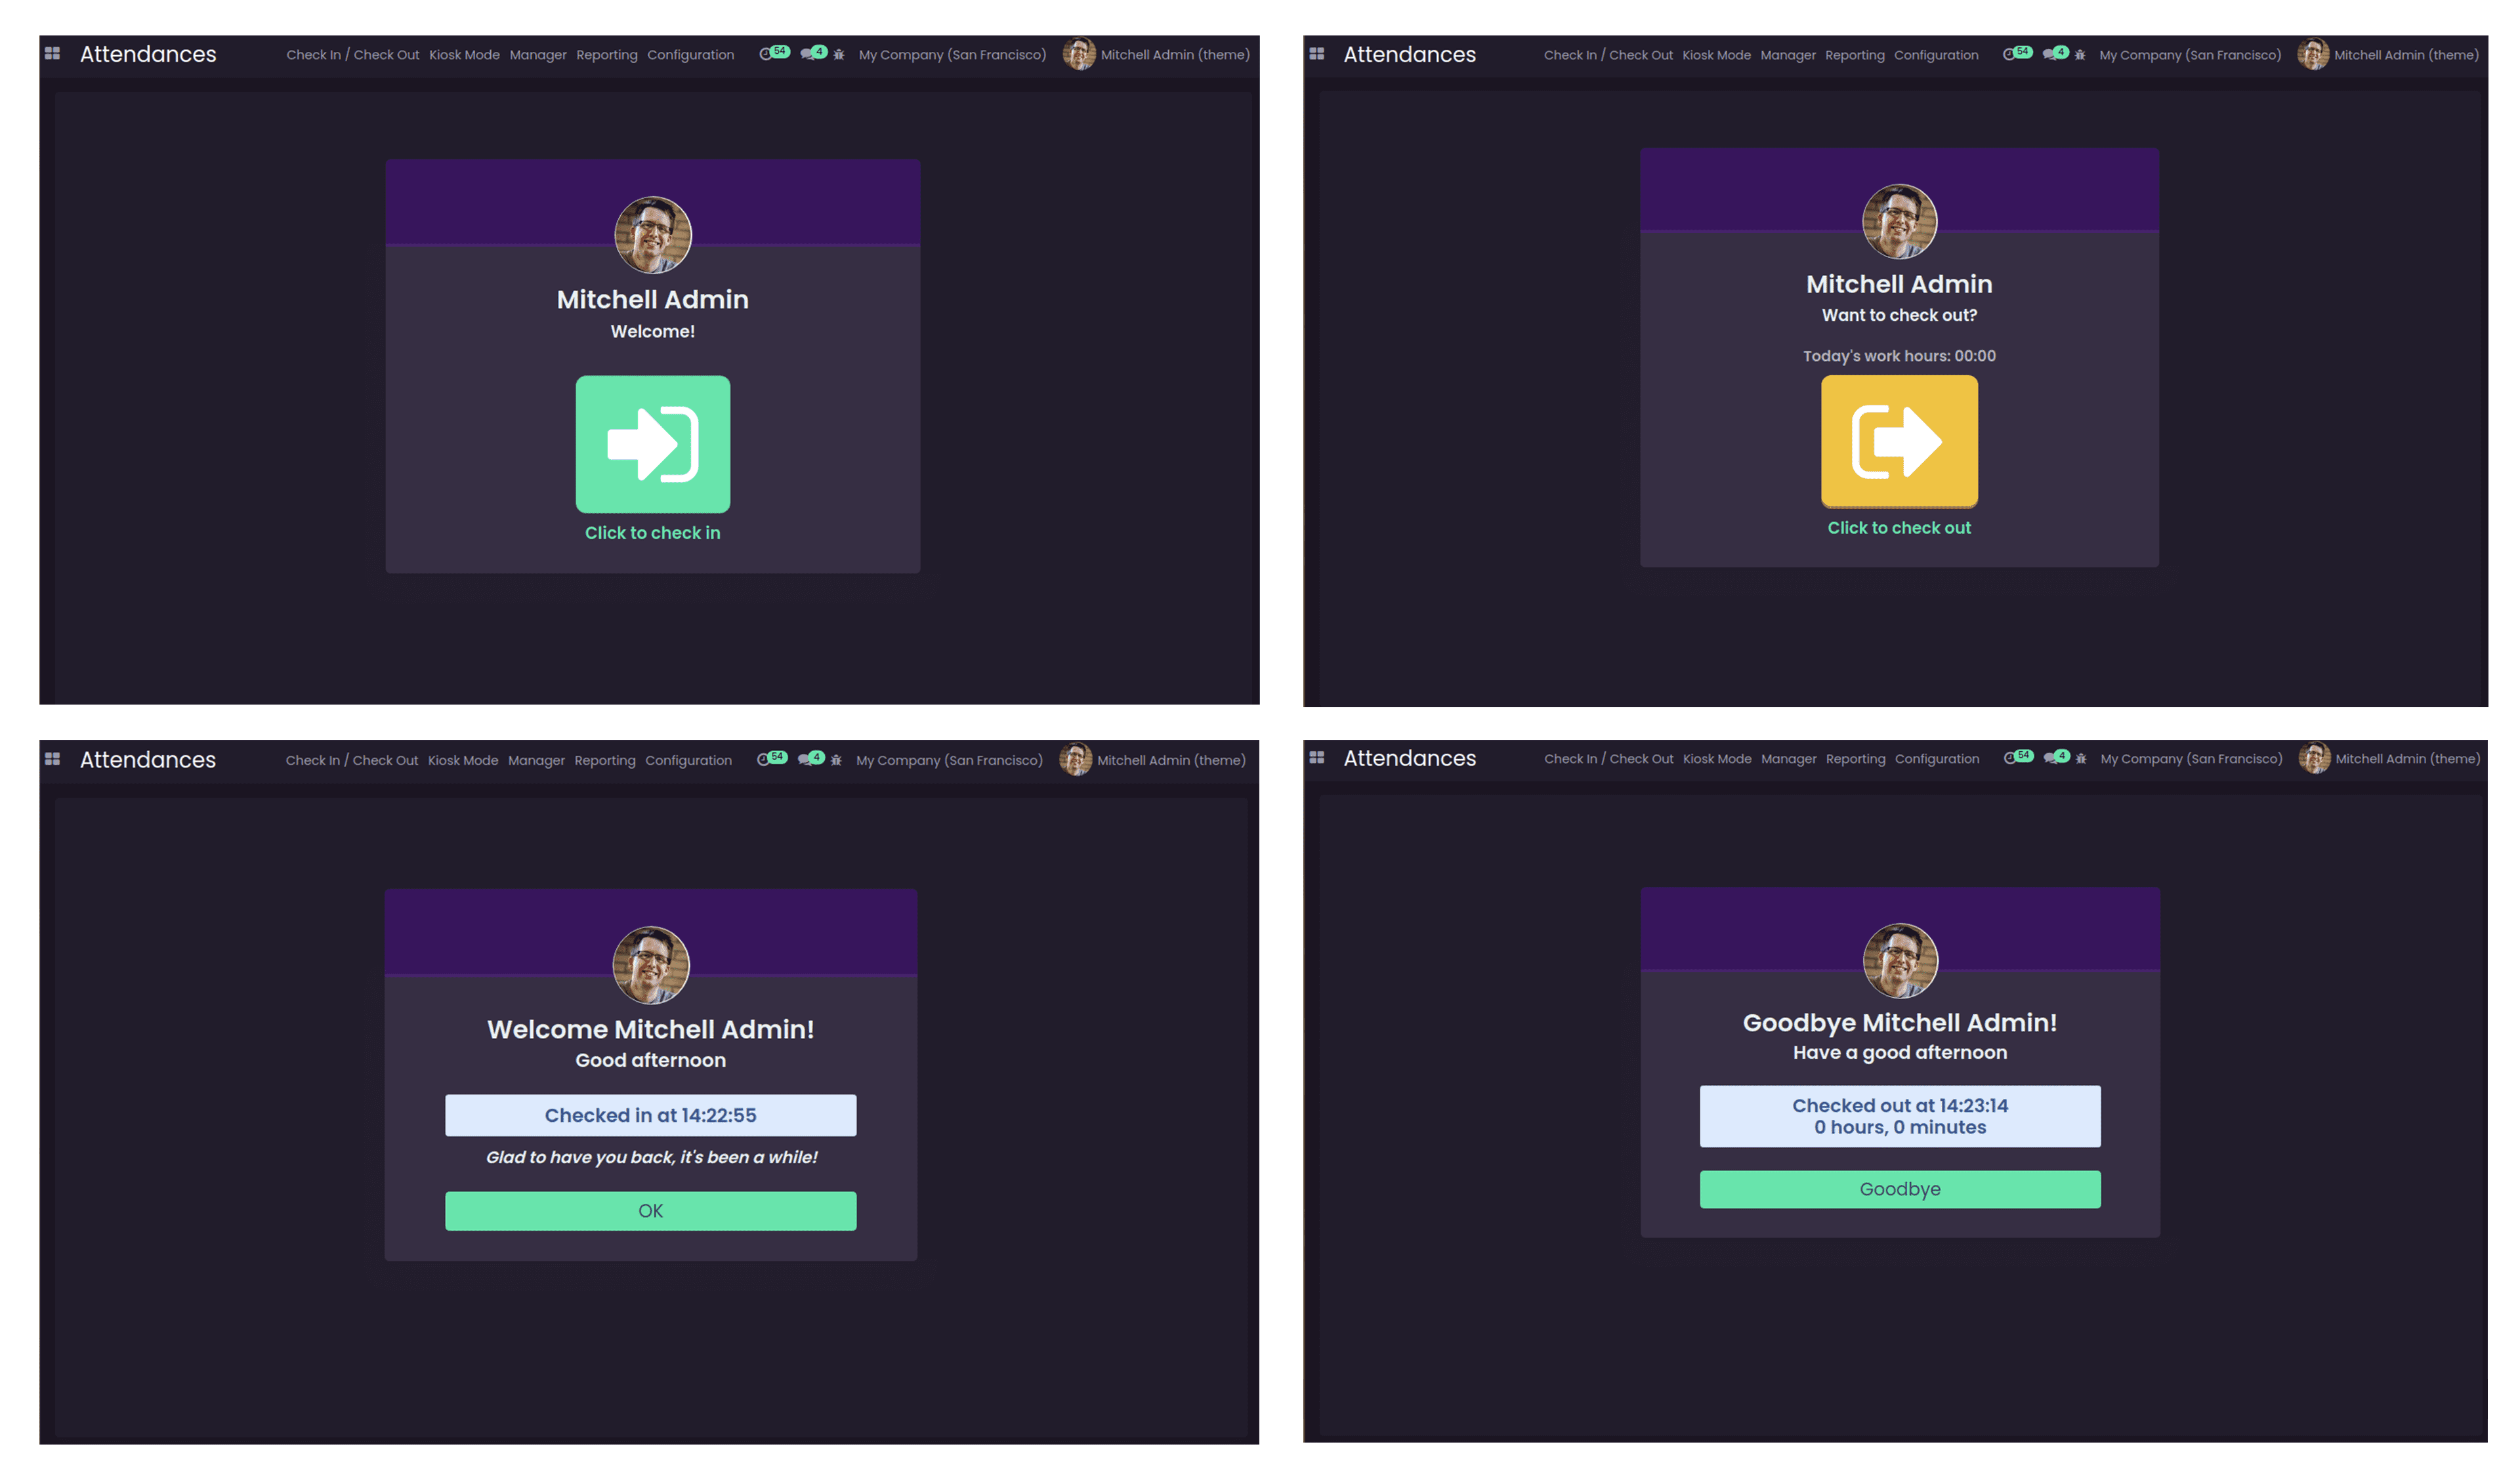 Attendances Check In / Check Out Kiosk Mode Manager Reporting Configuration 54 4 My Company (San Francisco) Mitchell Admin (theme)
Mitchell Admin
Welcome!
Click to check in
Attendances Check In / Check Out Kiosk Mode Manager Reporting Configuration 54 4 My Company (San Francisco) Mitchell Admin (theme)
Mitchell Admin
Want to check out?
Today's work hours: 00:00
Click to check out
Attendances Check In / Check Out Kiosk Mode Manager Reporting Configuration 54 4 My Company (San Francisco) Mitchell Admin (theme)
Welcome Mitchell Admin!
Good afternoon
Checked in at 14:22:55
Glad to have you back, it's been a while!
OK
Attendances Check In / Check Out Kiosk Mode Manager Reporting Configuration 54 4 My Company (San Francisco) Mitchell Admin (theme)
Goodbye Mitchell Admin!
Have a good afternoon
Checked out at 14:23:14
0 hours, 0 minutes
Goodbye